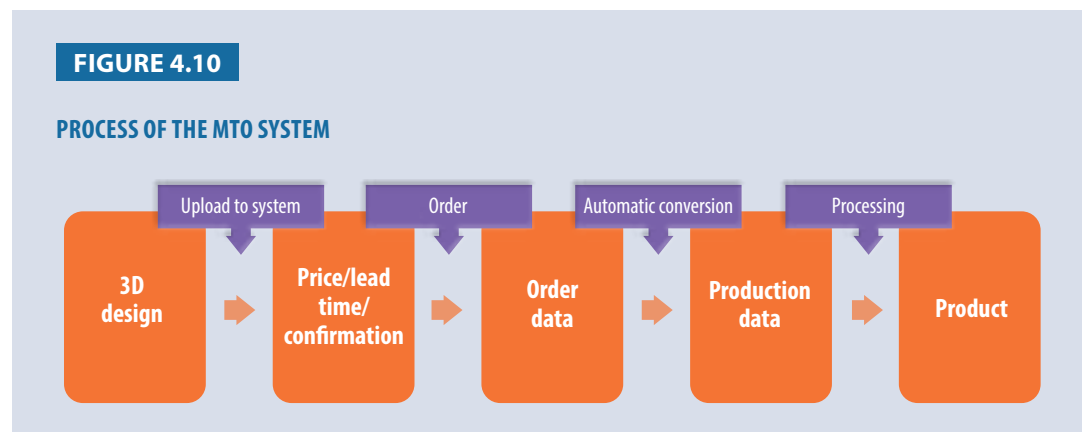 FIGURE 4.10
PROCESS OF THE MTO SYSTEM
Upload to system
Order
Automatic conversion
Processing
3D
design
Price/lead
time/
confirmation
Order
data
Production
data
Product